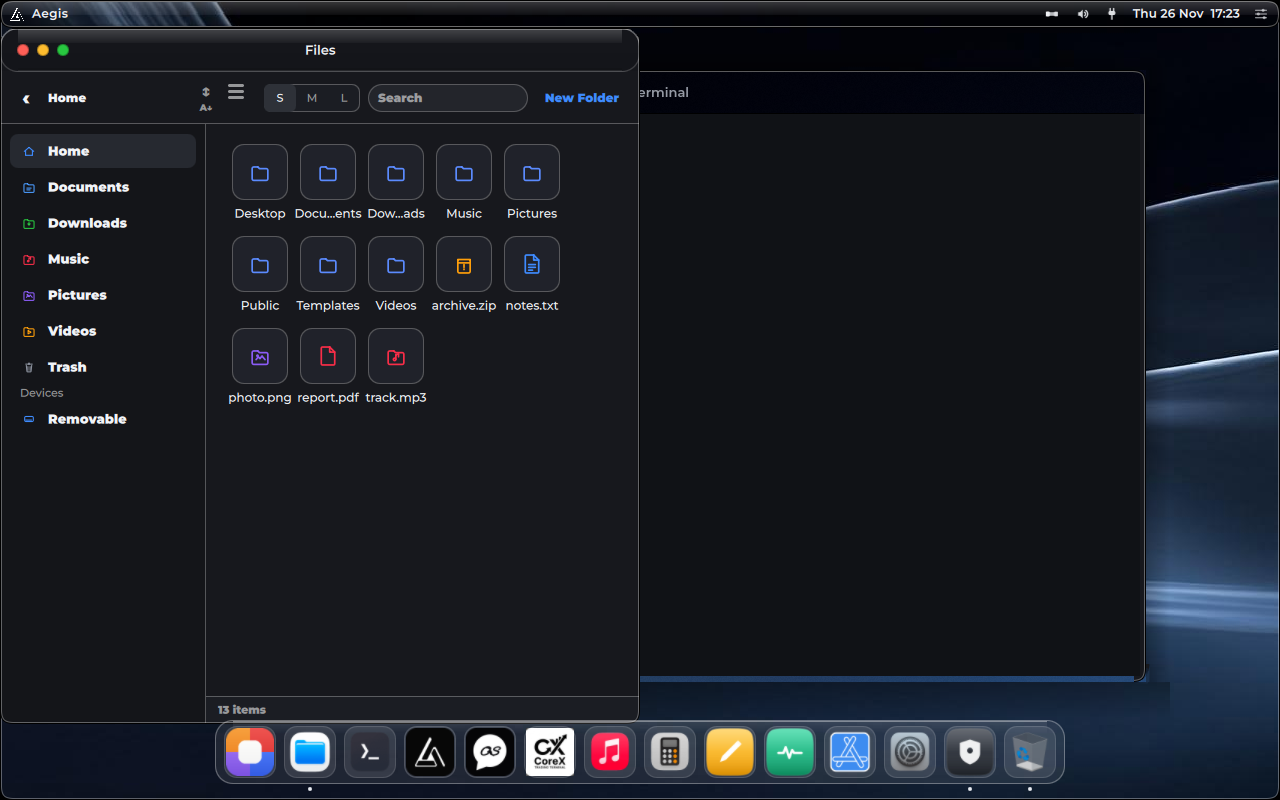 Aegis
Thu 26 Nov 17:23
Files
erminal
Home
A+
S M L
Search
New Folder
Home
Documents
Downloads
Music
Pictures
Videos
Trash
Devices
Removable
Desktop Docu...ents Dow...ads Music Pictures
Public Templates Videos archive.zip notes.txt
photo.png report.pdf track.mp3
13 items
as
CX
CoreX